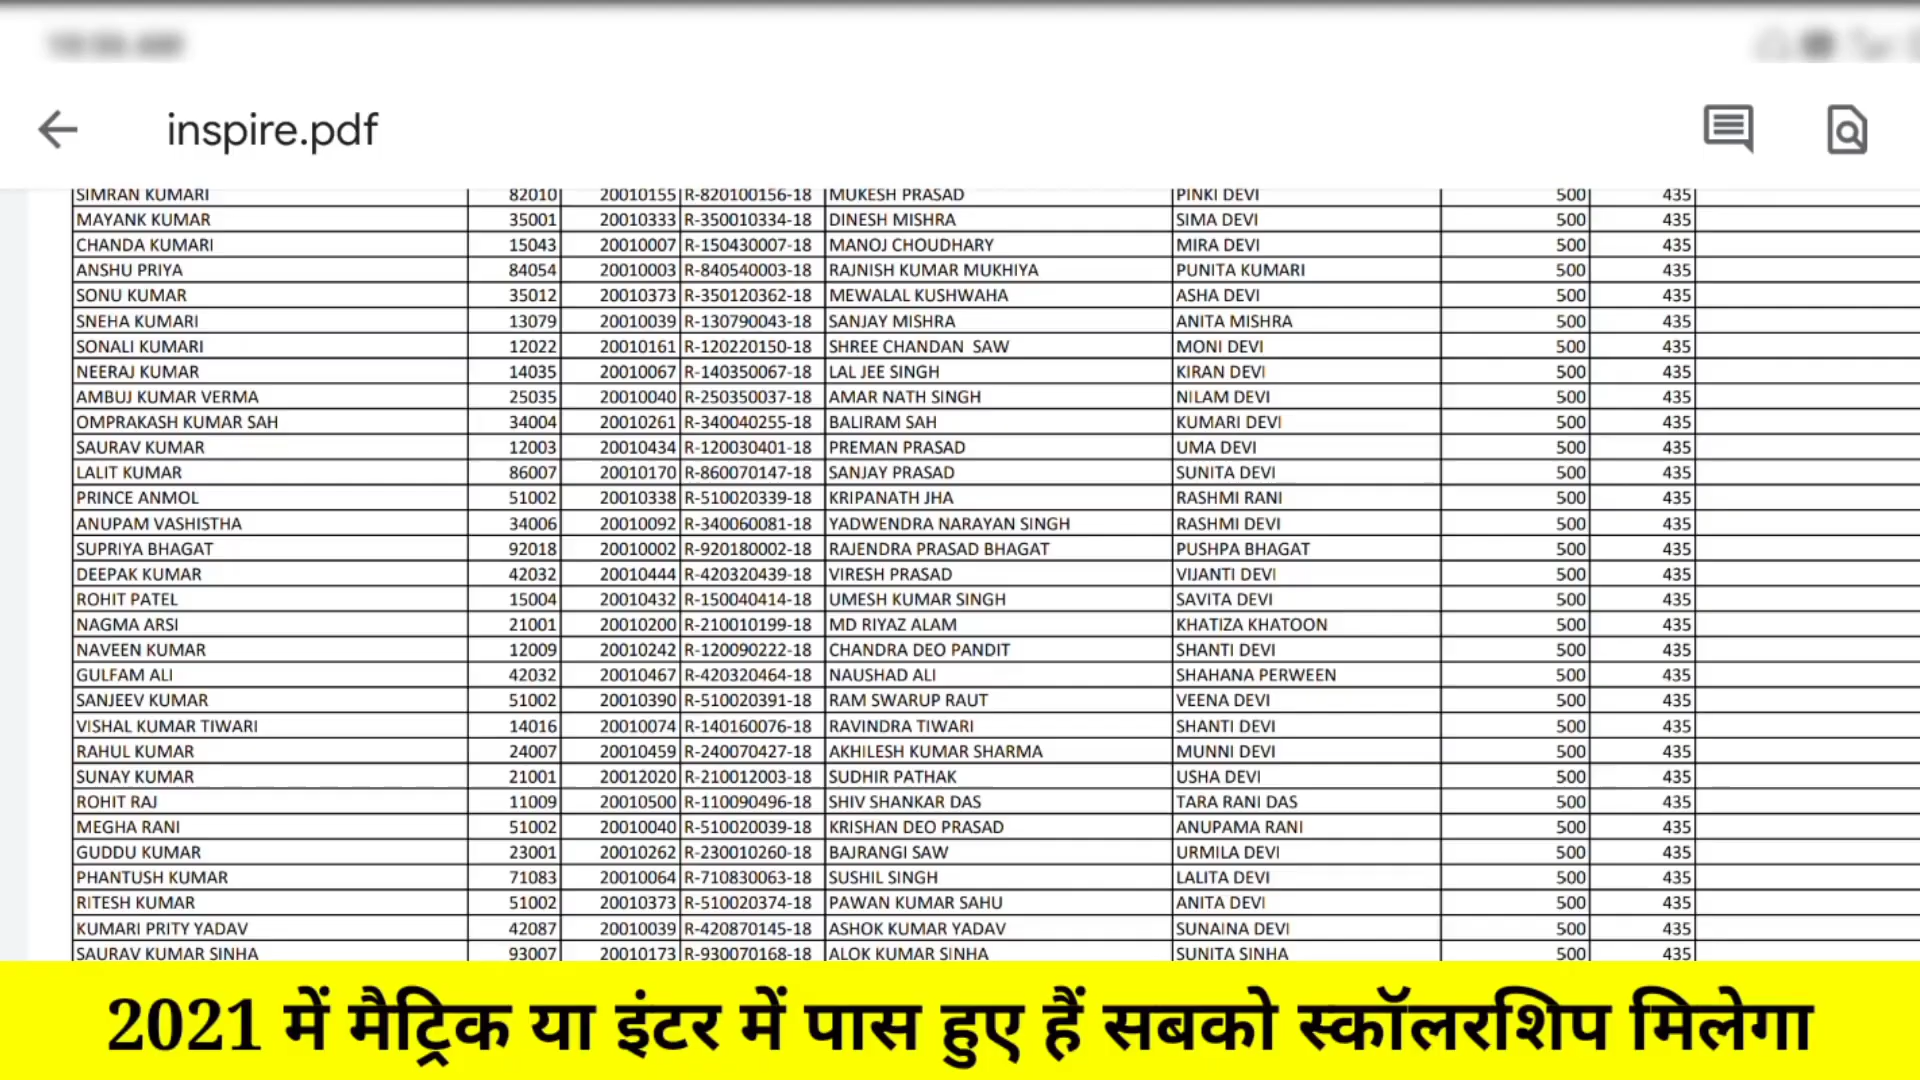 inspire.pdf
SIMRAN KUMARI 82010 20010155 R-820100156-18 MUKESH PRASAD PINKI DEVI 500 435
MAYANK KUMAR 35001 20010333 R-350010334-18 DINESH MISHRA SIMA DEVI 500 435
CHANDA KUMARI 15043 20010007 R-150430007-18 MANOJ CHOUDHARY MIRA DEVI 500 435
ANSHU PRIYA 84054 20010003 R-840540003-18 RAJNISH KUMAR MUKHIYA PUNITA KUMARI 500 435
SONU KUMAR 35012 20010373 R-350120362-18 MEWALAL KUSHWAHA ASHA DEVI 500 435
SNEHA KUMARI 13079 20010039 R-130790043-18 SANJAY MISHRA ANITA MISHRA 500 435
SONALI KUMARI 12022 20010161 R-120220150-18 SHREE CHANDAN SAW MONI DEVI 500 435
NEERAJ KUMAR 14035 20010067 R-140350067-18 LAL JEE SINGH KIRAN DEVI 500 435
AMBUJ KUMAR VERMA 25035 20010040 R-250350037-18 AMAR NATH SINGH NILAM DEVI 500 435
OMPRAKASH KUMAR SAH 34004 20010261 R-340040255-18 BALIRAM SAH KUMARI DEVI 500 435
SAURAV KUMAR 12003 20010434 R-120030401-18 PREMAN PRASAD UMA DEVI 500 435
LALIT KUMAR 86007 20010170 R-860070147-18 SANJAY PRASAD SUNITA DEVI 500 435
PRINCE ANMOL 51002 20010338 R-510020339-18 KRIPANATH JHA RASHMI RANI 500 435
ANUPAM VASHISTHA 34006 20010092 R-340060081-18 YADWENDRA NARAYAN SINGH RASHMI DEVI 500 435
SUPRIYA BHAGAT 92018 20010002 R-920180002-18 RAJENDRA PRASAD BHAGAT PUSHPA BHAGAT 500 435
DEEPAK KUMAR 42032 20010444 R-420320439-18 VIRESH PRASAD VIJANTI DEVI 500 435
ROHIT PATEL 15004 20010432 R-150040414-18 UMESH KUMAR SINGH SAVITA DEVI 500 435
NAGMA ARSI 21001 20010200 R-210010199-18 MD RIYAZ ALAM KHATIZA KHATOON 500 435
NAVEEN KUMAR 12009 20010242 R-120090222-18 CHANDRA DEO PANDIT SHANTI DEVI 500 435
GULFAM ALI 42032 20010467 R-420320464-18 NAUSHAD ALI SHAHANA PERWEEN 500 435
SANJEEV KUMAR 51002 20010390 R-510020391-18 RAM SWARUP RAUT VEENA DEVI 500 435
VISHAL KUMAR TIWARI 14016 20010074 R-140160076-18 RAVINDRA TIWARI SHANTI DEVI 500 435
RAHUL KUMAR 24007 20010459 R-240070427-18 AKHILESH KUMAR SHARMA MUNNI DEVI 500 435
SUNAY KUMAR 21001 20012020 R-210012003-18 SUDHIR PATHAK USHA DEVI 500 435
ROHIT RAJ 11009 20010500 R-110090496-18 SHIV SHANKAR DAS TARA RANI DAS 500 435
MEGHA RANI 51002 20010040 R-510020039-18 KRISHAN DEO PRASAD ANUPAMA RANI 500 435
GUDDU KUMAR 23001 20010262 R-230010260-18 BAJRANGI SAW URMILA DEVI 500 435
PHANTUSH KUMAR 71083 20010064 R-710830063-18 SUSHIL SINGH LALITA DEVI 500 435
RITESH KUMAR 51002 20010373 R-510020374-18 PAWAN KUMAR SAHU ANITA DEVI 500 435
KUMARI PRITY YADAV 42087 20010039 R-420870145-18 ASHOK KUMAR YADAV SUNAINA DEVI 500 435
SAURAV KUMAR SINHA 93007 20010173 R-930070168-18 ALOK KUMAR SINHA SUNITA SINHA 500 435
2021 में मैट्रिक या इंटर में पास हुए हैं सबको स्कॉलरशिप मिलेगा